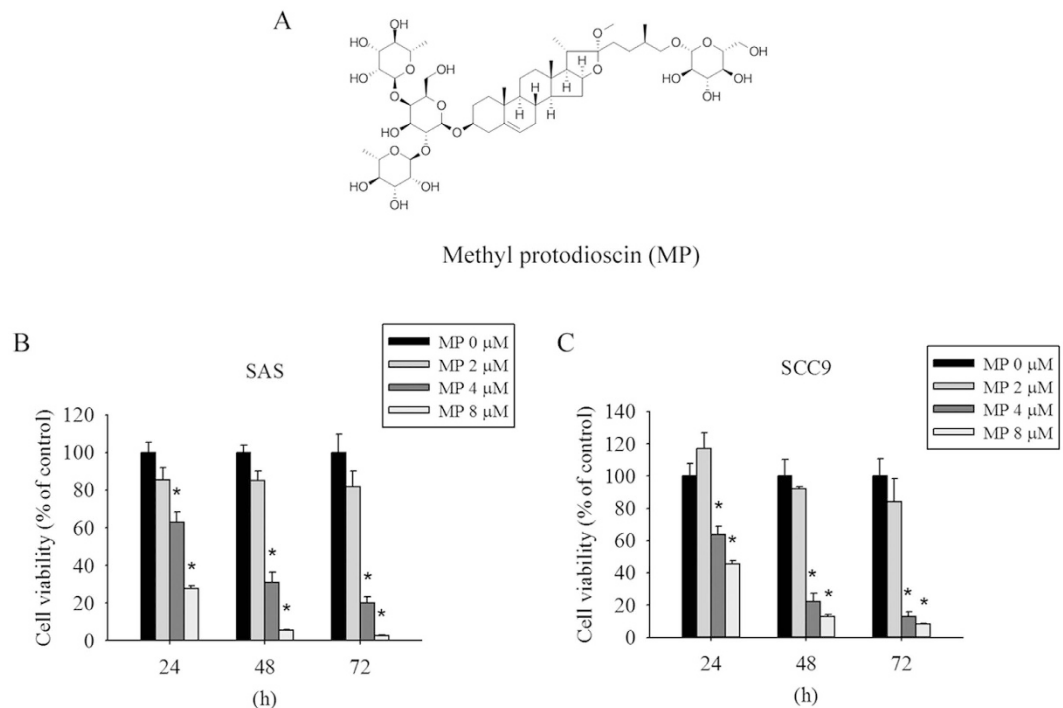 A
HO
OH
HO
HO
O
O
O
OH
O
HO
O
O
O
O
HO
HO
OH
H
H
H
H
O
O
O
O
OH
HO
OH
OH
Methyl protodioscin (MP)
B
SAS
MP 0 μM
MP 2 μM
MP 4 μM
MP 8 μM
Cell viability (% of control)
120
100
80
60
40
20
0
* *
* *
* *
24 48 72
(h)
C
SCC9
MP 0 μM
MP 2 μM
MP 4 μM
MP 8 μM
Cell viability (% of control)
140
120
100
80
60
40
20
0
* *
* *
* *
24 48 72
(h)